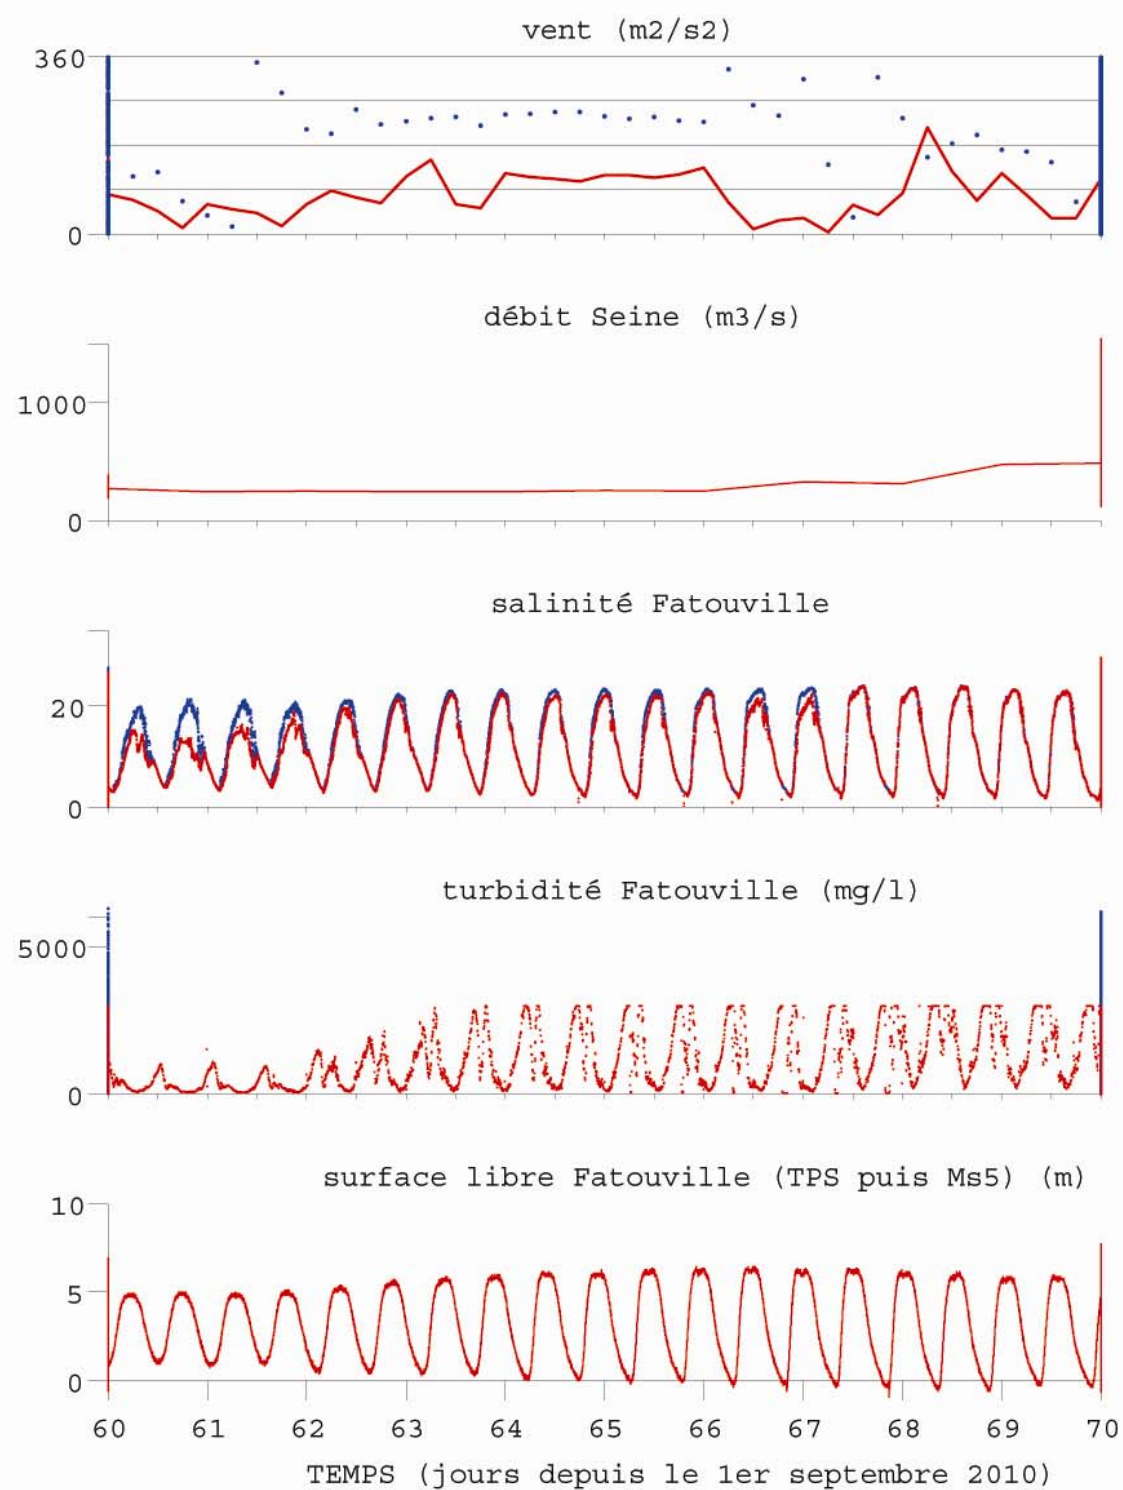 vent (m2/s2)
360
0
débit Seine (m3/s)
1000
0
salinité Fatouville
20
0
turbidité Fatouville (mg/l)
5000
0
surface libre Fatouville (TPS puis Ms5) (m)
10
5
0
60 61 62 63 64 65 66 67 68 69 70
TEMPS (jours depuis le 1er septembre 2010)